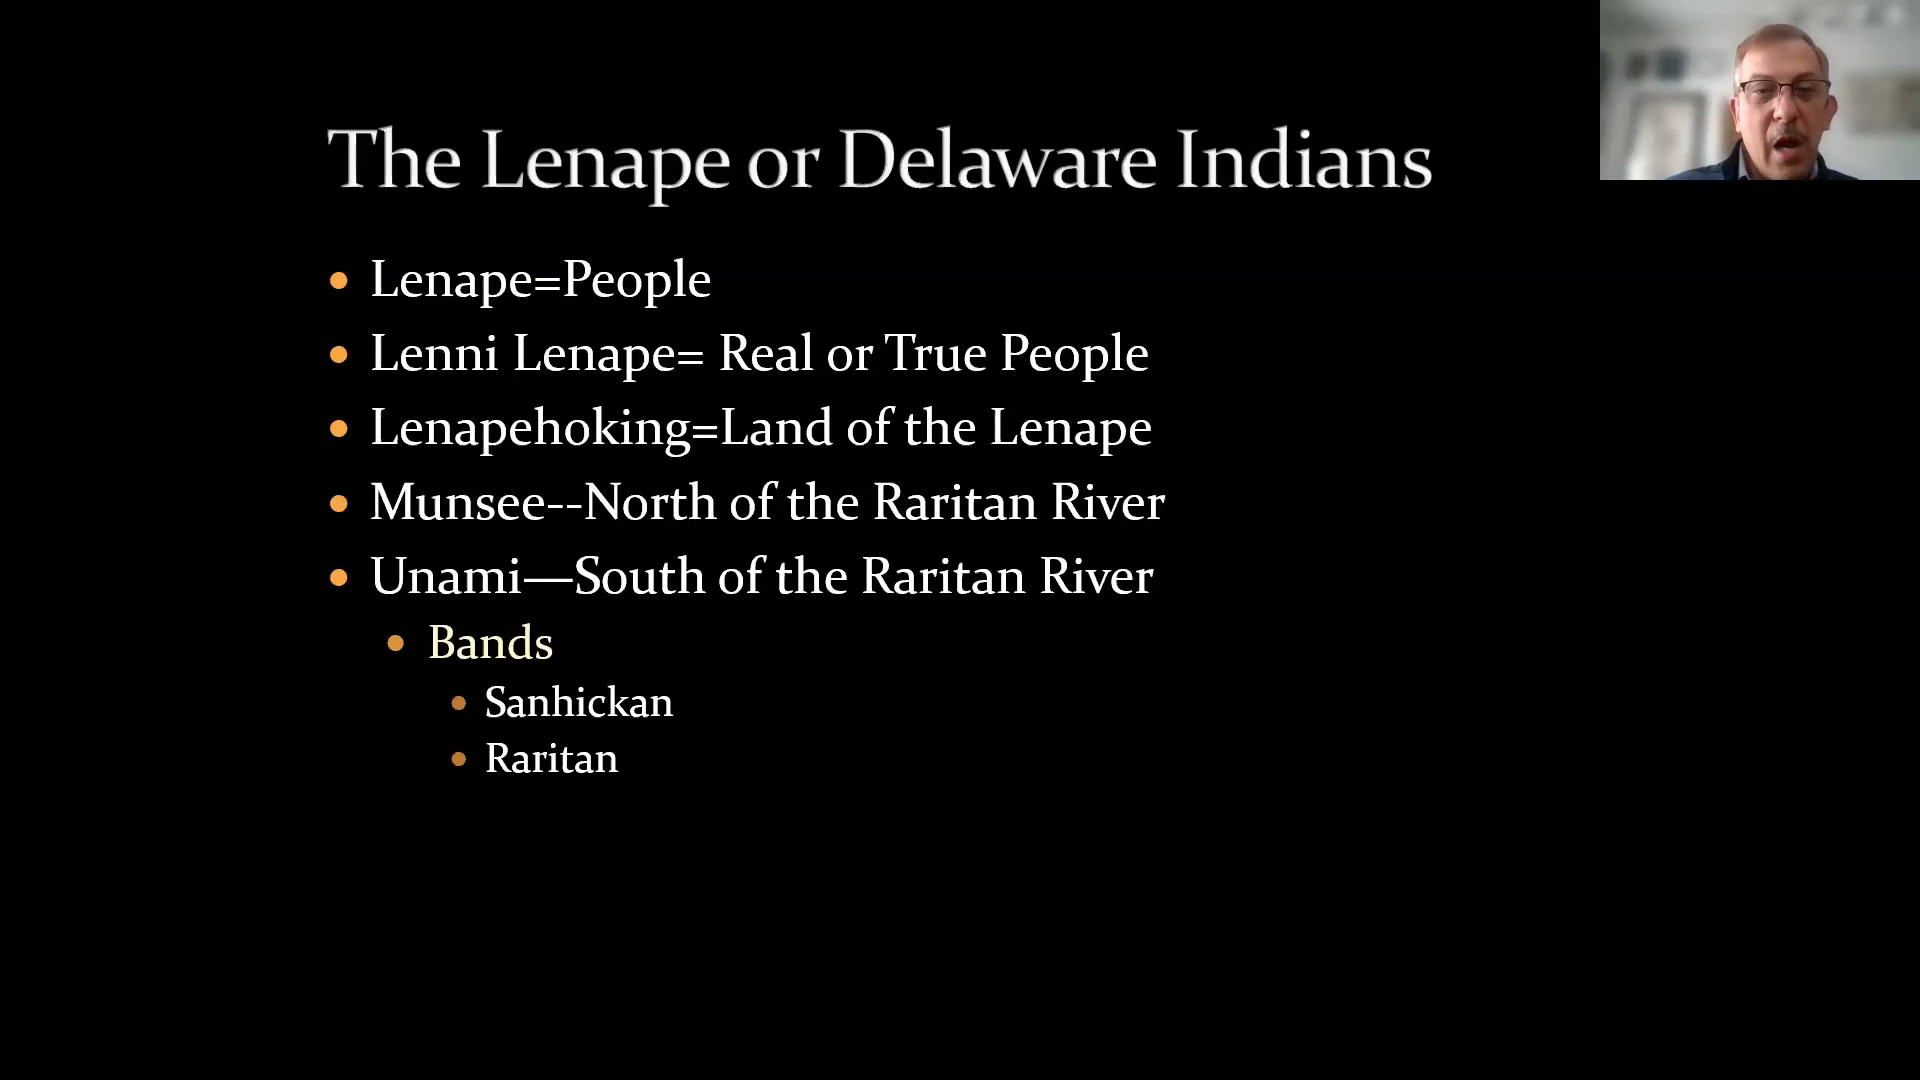 The Lenape or Delaware Indians
Lenape=People
Lenni Lenape= Real or True People
Lenapehoking=Land of the Lenape
Munsee--North of the Raritan River
Unami—South of the Raritan River
Bands
Sanhickan
Raritan